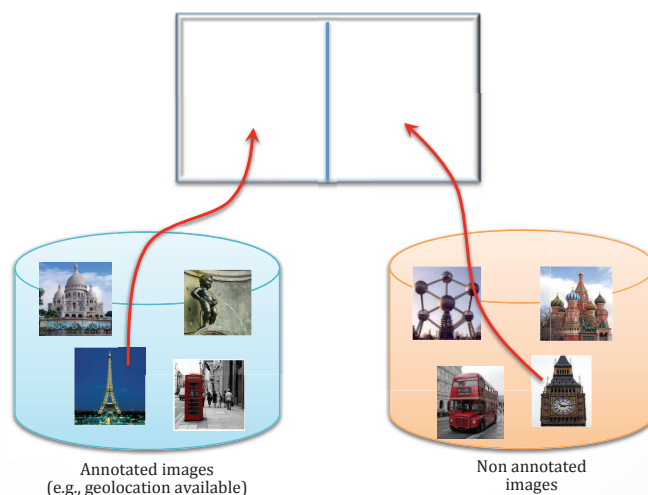 Annotated images
(e.g., geolocation available)
Non annotated
images